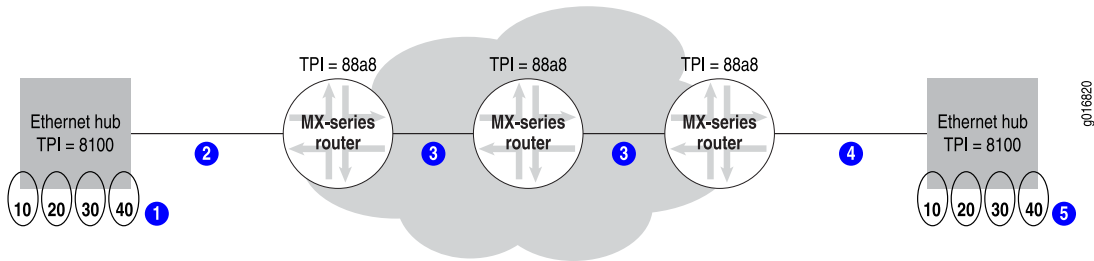 TPI = 88a8
TPI = 88a8
TPI = 88a8
Ethernet hub
TPI = 8100
MX-series
router
MX-series
router
MX-series
router
Ethernet hub
TPI = 8100
2
3
3
4
10 20 30 40 1
10 20 30 40 5
g016820